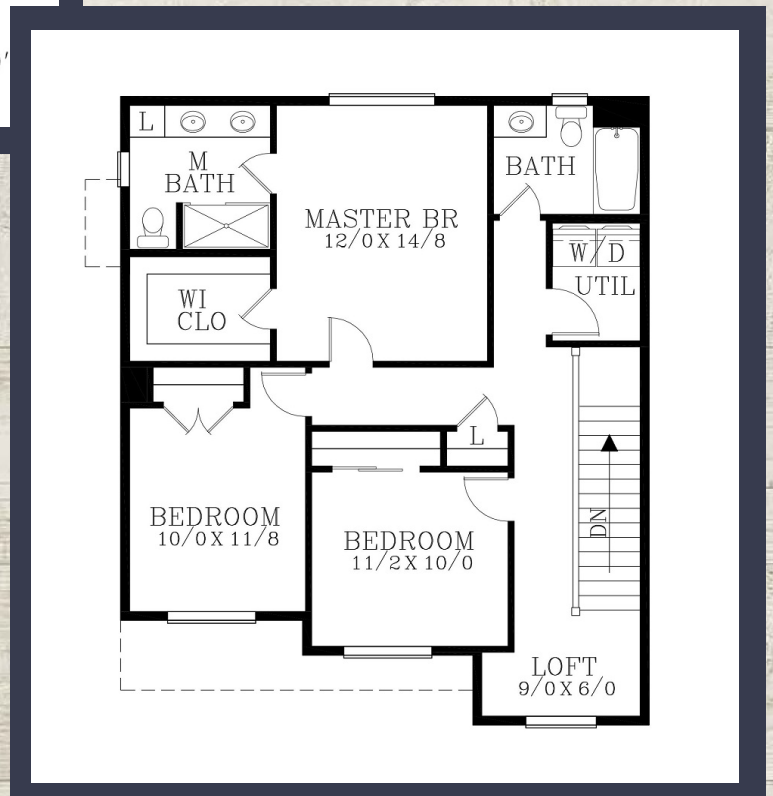 L
M
BATH
MASTER BR
12/0 X 14/8
BATH
W/D
UTIL
WI
CLO
L
BEDROOM
10/0 X 11/8
BEDROOM
11/2 X 10/0
DN
LOFT
9/0 X 6/0